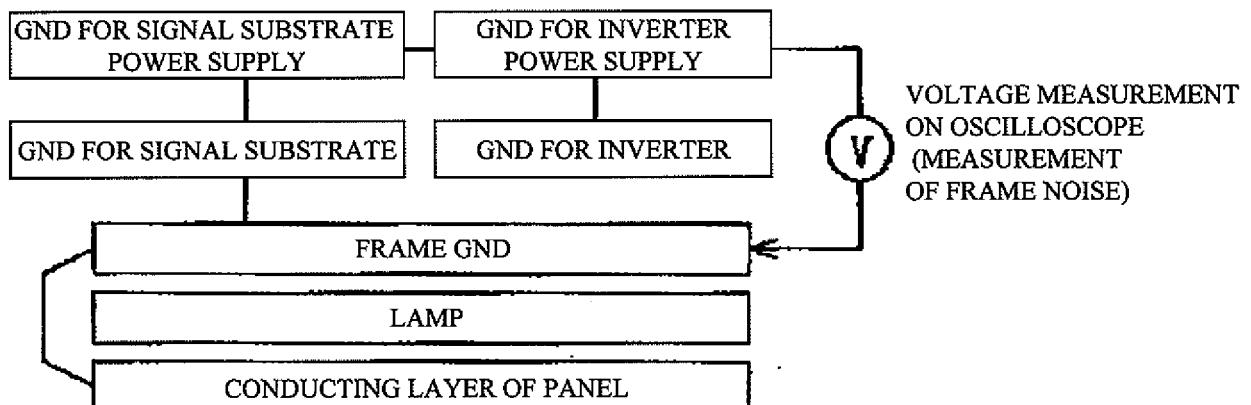 GND FOR SIGNAL SUBSTRATE
POWER SUPPLY
GND FOR INVERTER
POWER SUPPLY
GND FOR SIGNAL SUBSTRATE
GND FOR INVERTER
V
VOLTAGE MEASUREMENT
ON OSCILLOSCOPE
(MEASUREMENT
OF FRAME NOISE)
FRAME GND
LAMP
CONDUCTING LAYER OF PANEL